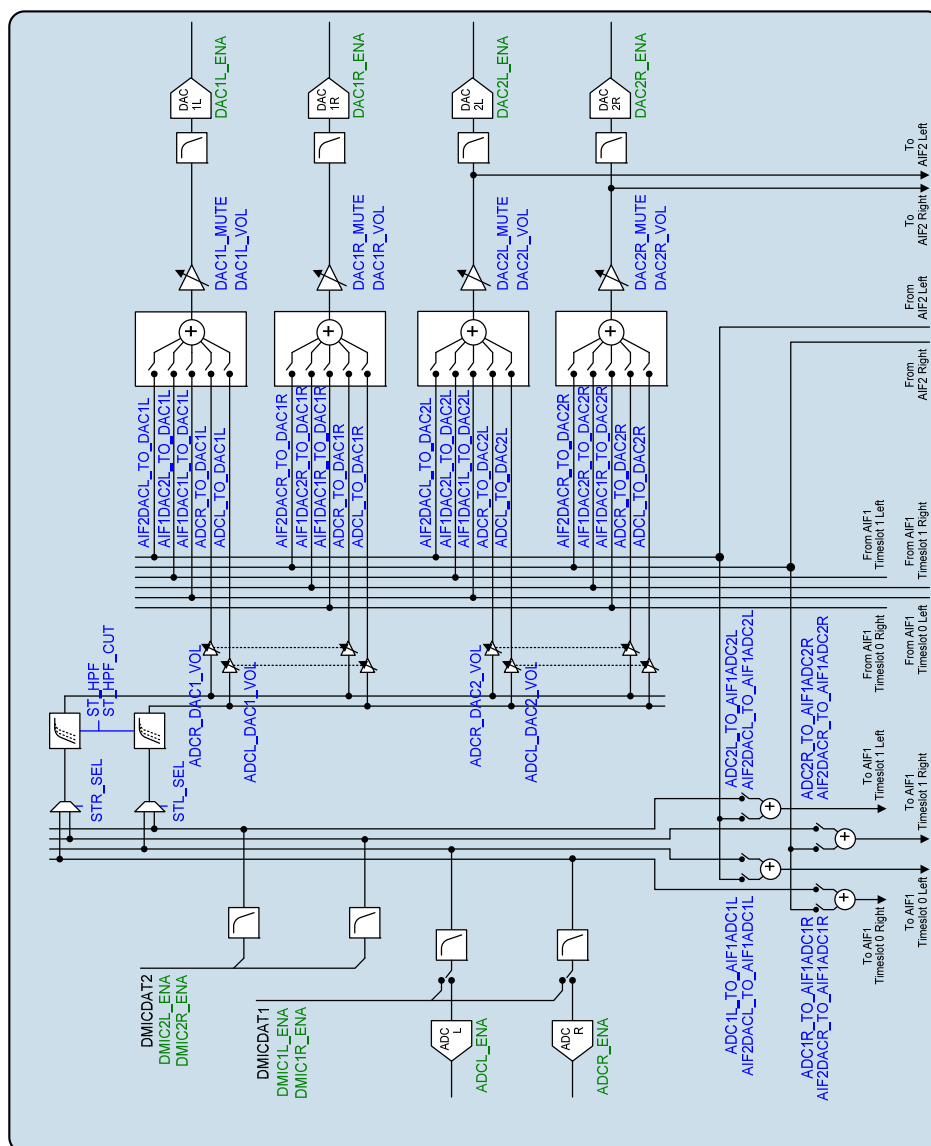 DAC
1L
DAC1L_ENA
DAC
1R
DAC1R_ENA
DAC
2L
DAC2L_ENA
DAC
2R
DAC2R_ENA
To
AIF2 Left
To
AIF2 Right
DAC1L_MUTE
DAC1L_VOL
DAC1R_MUTE
DAC1R_VOL
DAC2L_MUTE
DAC2L_VOL
DAC2R_MUTE
DAC2R_VOL
From
AIF2 Left
From
AIF2 Right
+
+
+
+
AIF2DACL_TO_DAC1L
AIF1DAC2L_TO_DAC1L
AIF1DAC1L_TO_DAC1L
ADCR_TO_DAC1L
ADCL_TO_DAC1L
AIF2DACR_TO_DAC1R
AIF1DAC2R_TO_DAC1R
AIF1DAC1R_TO_DAC1R
ADCR_TO_DAC1R
ADCL_TO_DAC1R
AIF2DACL_TO_DAC2L
AIF1DAC2L_TO_DAC2L
AIF1DAC1L_TO_DAC2L
ADCR_TO_DAC2L
ADCL_TO_DAC2L
AIF2DACR_TO_DAC2R
AIF1DAC2R_TO_DAC2R
AIF1DAC1R_TO_DAC2R
ADCR_TO_DAC2R
ADCL_TO_DAC2R
From AIF1
Timeslot 1 Left
From AIF1
Timeslot 1 Right
From AIF1
Timeslot 0 Right
From AIF1
Timeslot 0 Left
ST_HPF
ST_HPF_CUT
ADCR_DAC1_VOL
ADCL_DAC1_VOL
ADCR_DAC2_VOL
ADCL_DAC2_VOL
STR_SEL
STL_SEL
ADC2L_TO_AIF1ADC2L
AIF2DACL_TO_AIF1ADC2L
ADC2R_TO_AIF1ADC2R
AIF2DACR_TO_AIF1ADC2R
To AIF1
Timeslot 1 Left
To AIF1
Timeslot 1 Right
+
+
+
+
ADC1L_TO_AIF1ADC1L
AIF2DACL_TO_AIF1ADC1L
ADC1R_TO_AIF1ADC1R
AIF2DACR_TO_AIF1ADC1R
To AIF1
Timeslot 0 Right
To AIF1
Timeslot 0 Left
DMICDAT2
DMIC2L_ENA
DMIC2R_ENA
DMICDAT1
DMIC1L_ENA
DMIC1R_ENA
ADC
L
ADCL_ENA
ADC
R
ADCR_ENA